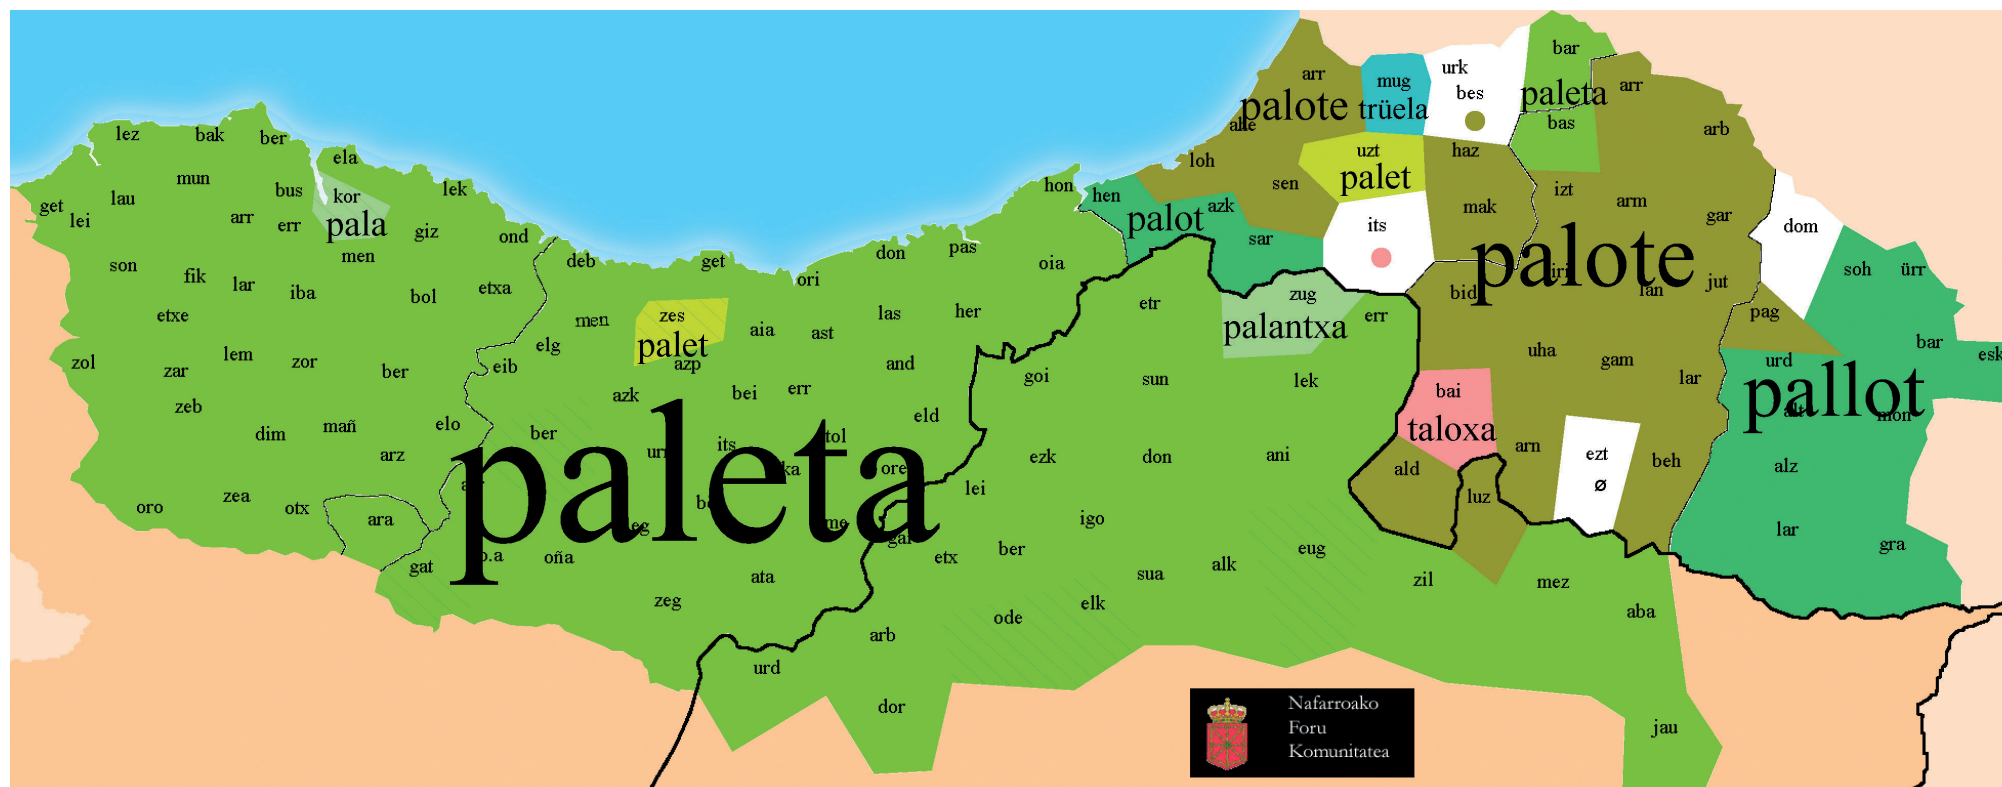 bar
arr
urk
mug
bes
arr
paleta
palote
trüela
ahe
bas
arb
lez
bak
ber
ela
uzt
haz
loh
palet
mun
sen
izt
bus
kor
lek
hon
hen
lau
azk
mak
arm
get
lei
arr
err
pala
giz
palot
gar
its
dom
ond
sar
men
don
pas
palote
son
fik
deb
get
oia
iri
soh
ürr
lar
iba
bol
etxa
ori
etr
zug
bid
lan
jut
etxe
men
zes
aia
ast
las
her
palantxa
err
pag
zol
lem
zor
elg
palet
uha
bar
zar
ber
eib
azp
and
goi
sun
lek
gam
lar
urd
esk
azk
bei
err
bai
pallot
alt
mon
zeb
dim
mañ
elo
ber
eld
taloxa
arz
its
tol
ezk
don
ani
arn
ezt
beh
ald
alz
paleta
ore
lei
luz
ø
oro
zea
otx
ara
igo
lar
gra
gat
oña
etx
ber
eug
ata
sua
alk
zil
mez
zeg
ode
elk
aba
arb
urd
dor
jau
Nafarroako
Foru
Komunitatea